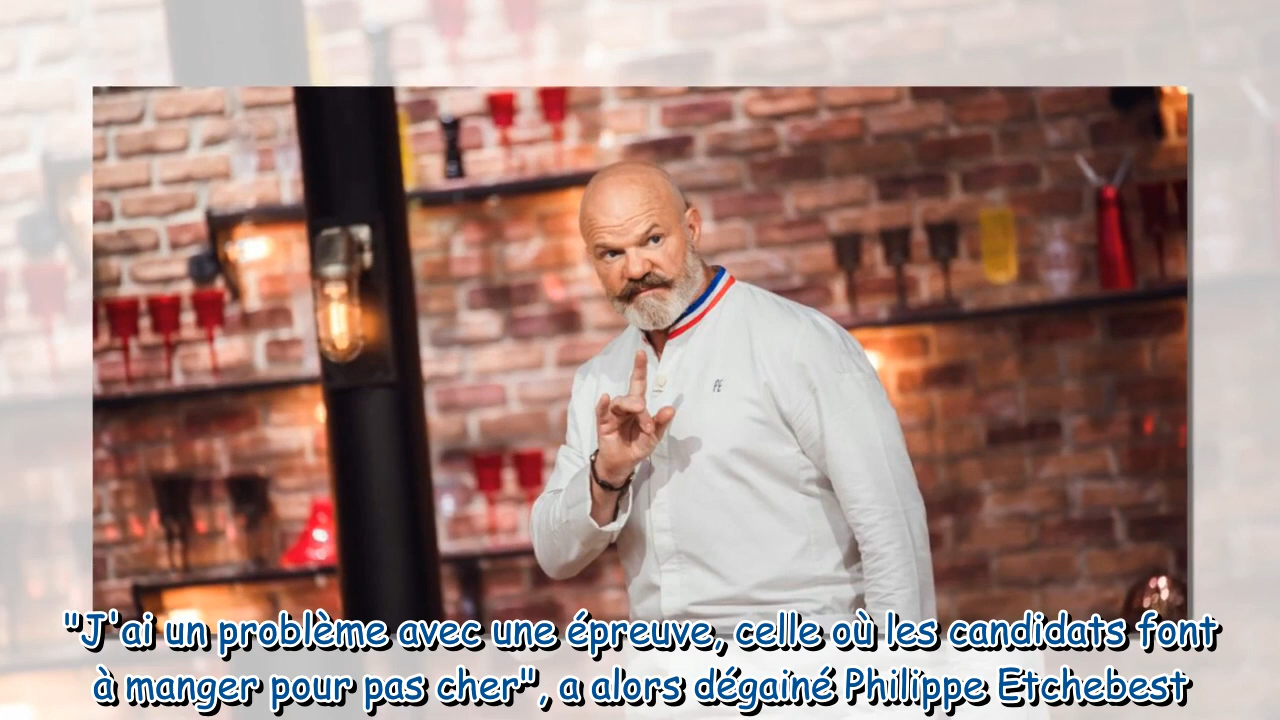 PE
"J'ai un problème avec une épreuve, celle où les candidats font
à manger pour pas cher", a alors dégainé Philippe Etchebest